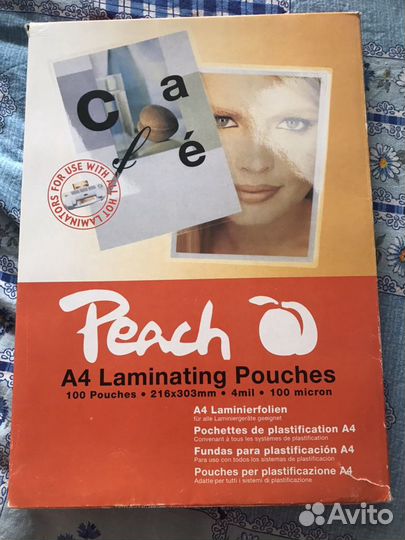 C a
f é
FOR USE WITH ALL HOT LAMINATORS
Peach
A4 Laminating Pouches
100 Pouches • 216x303mm • 4mil • 100 micron
A4 Laminierfolien
für alle Laminiergeräte geeignet
Pochettes de plastification A4
Convenant à tous les systèmes de plastification
Fundas para plastificación A4
Para uso con todos los sistemas de plastificación
Pouches per plastificazione A4
Adatte per tutti i sistemi di plastificazione
Avito